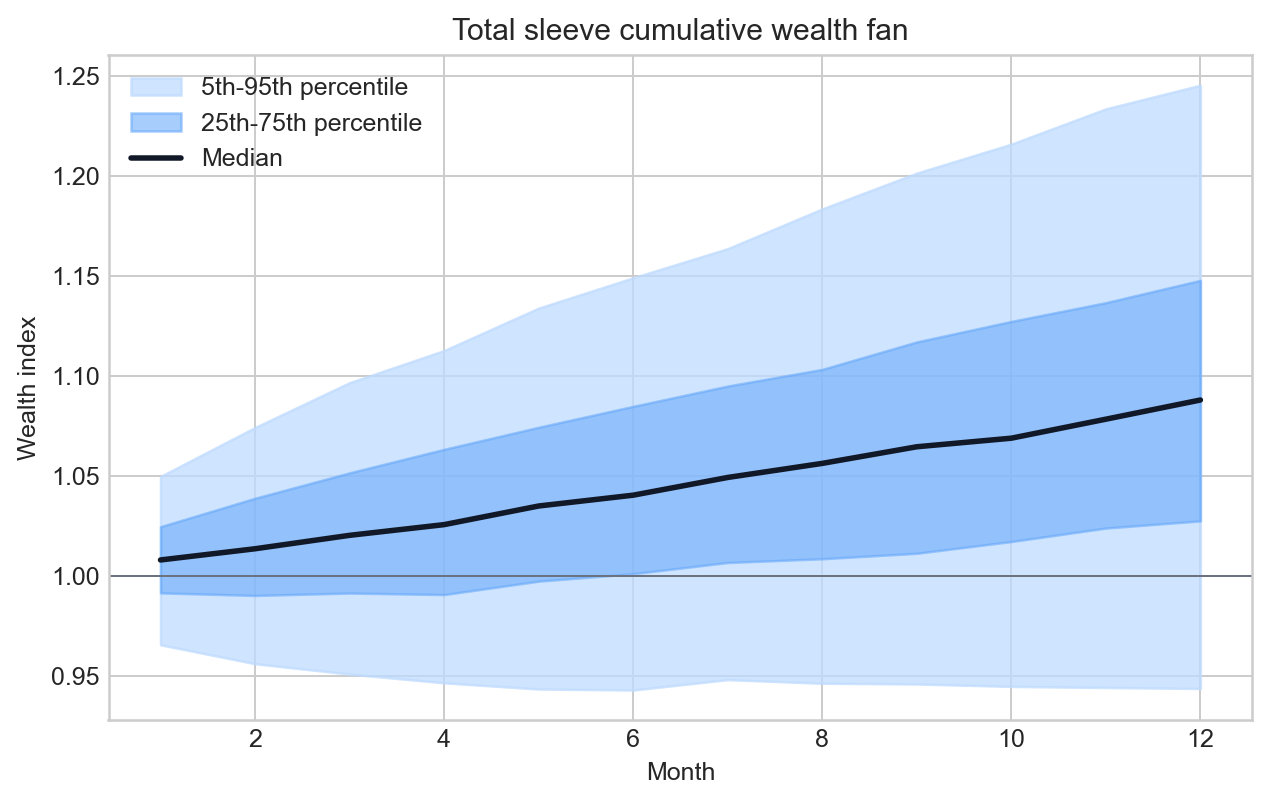 Total sleeve cumulative wealth fan
1.25
1.20
1.15
1.10
1.05
1.00
0.95
Wealth index
5th-95th percentile
25th-75th percentile
Median
2 4 6 8 10 12
Month